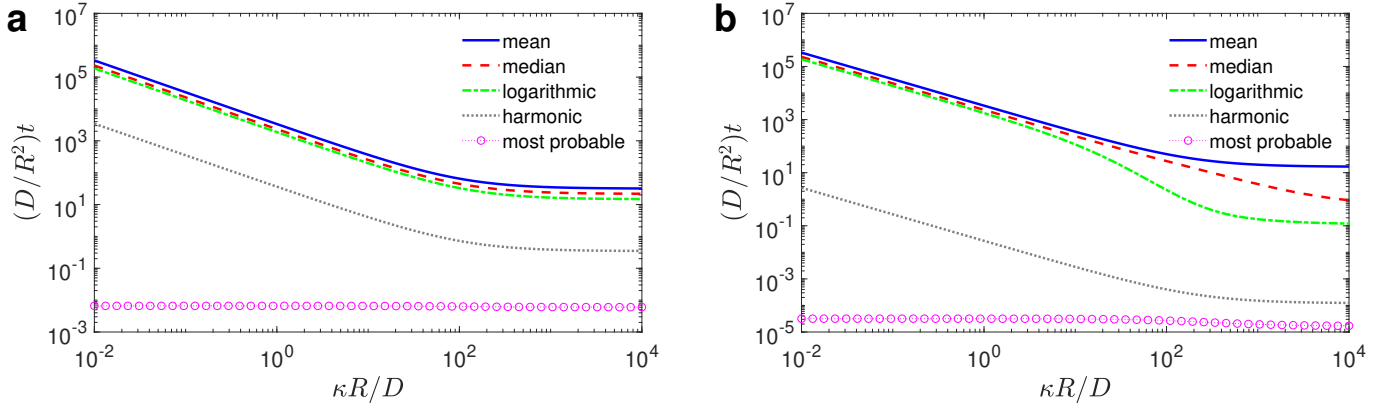 a
10^7
10^5
10^3
10^1
10^-1
10^-3
(D/R^2)t
mean
median
logarithmic
harmonic
most probable
10^-2 10^0 10^2 10^4
κR/D
b
10^7
10^5
10^3
10^1
10^-1
10^-3
10^-5
(D/R^2)t
mean
median
logarithmic
harmonic
most probable
10^-2 10^0 10^2 10^4
κR/D